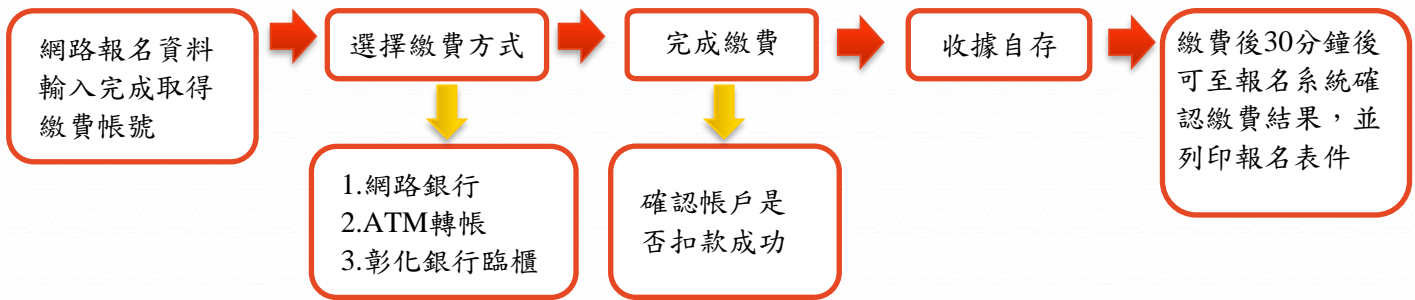 網路報名資料
輸入完成取得
繳費帳號
選擇繳費方式
1.網路銀行
2.ATM轉帳
3.彰化銀行臨櫃
完成繳費
確認帳戶是
否扣款成功
收據自存
繳費後30分鐘後
可至報名系統確
認繳費結果，並
列印報名表件